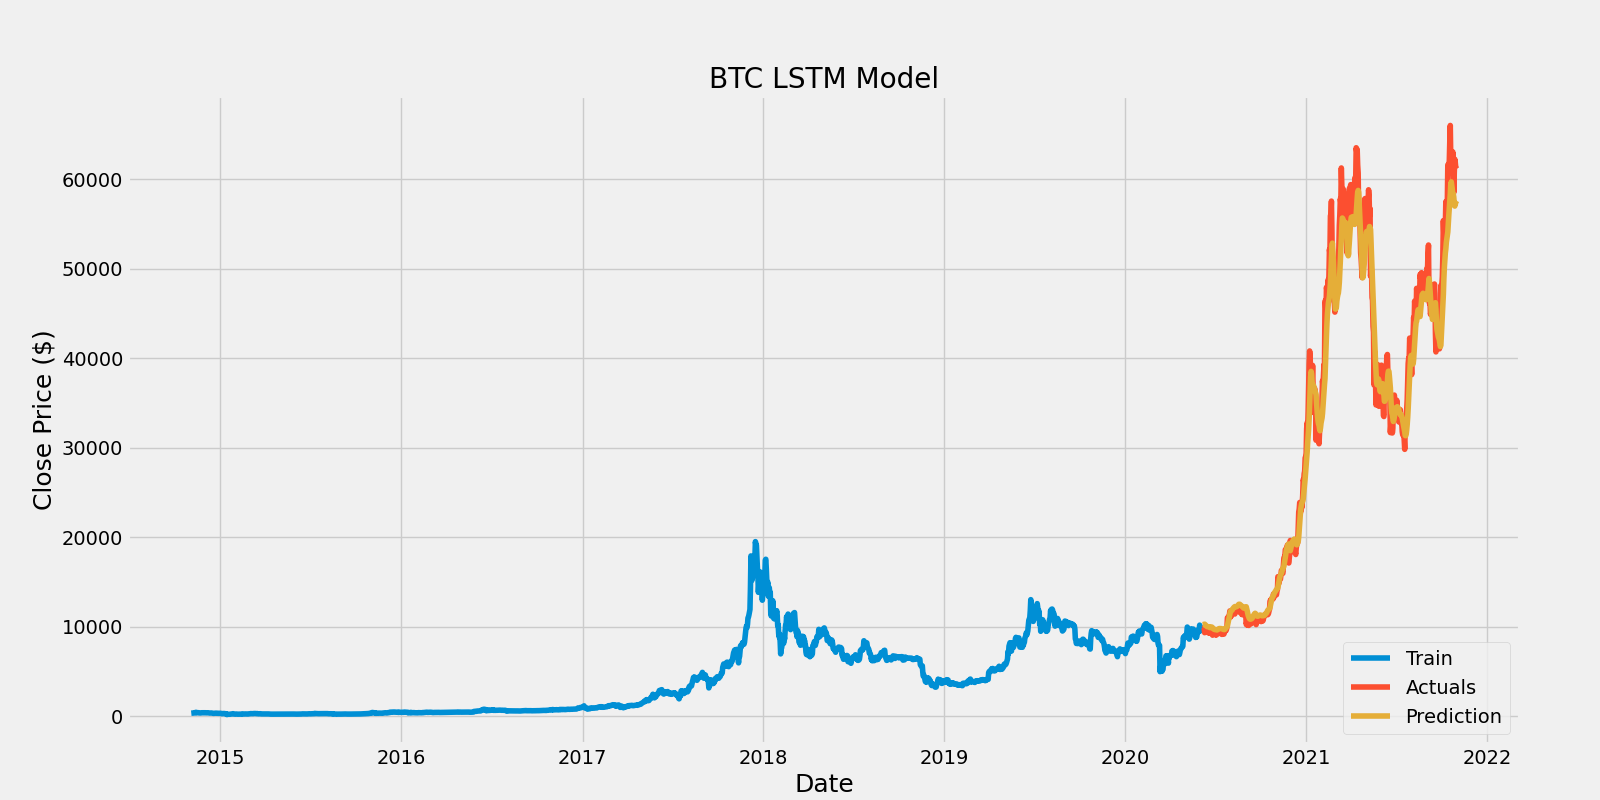 BTC LSTM Model
Close Price ($)
60000
50000
40000
30000
20000
10000
0
2015 2016 2017 2018 2019 2020 2021 2022
Date
Train
Actuals
Prediction